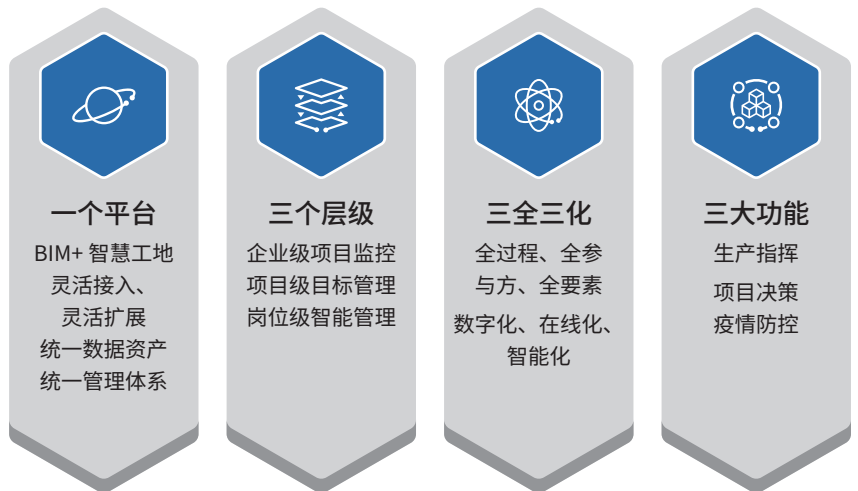 一个平台
BIM+ 智慧工地
灵活接入、
灵活扩展
统一数据资产
统一管理体系
三个层级
企业级项目监控
项目级目标管理
岗位级智能管理
三全三化
全过程、全参
与方、全要素
数字化、在线化、
智能化
三大功能
生产指挥
项目决策
疫情防控